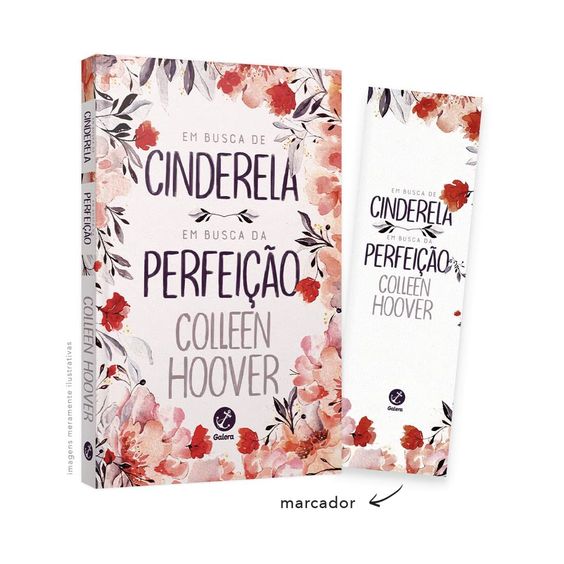 EM BUSCA DE
CINDERELA
EM BUSCA DA
PERFEIÇÃO
COLLEEN
HOOVER
Galera
CINDERELA
PERFEIÇÃO
COLLEEN HOOVER
EM BUSCA DE
CINDERELA
EM BUSCA DA
PERFEIÇÃO
COLLEEN
HOOVER
Galera
imagens meramente ilustrativas
marcador